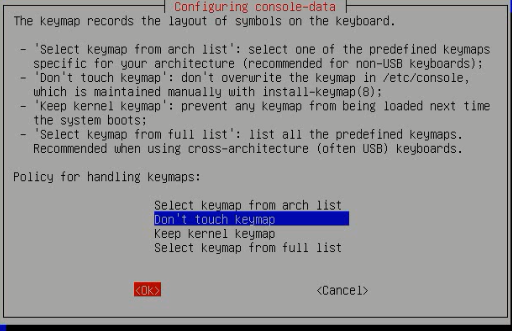 Configuring console-data
The keymap records the layout of symbols on the keyboard.
- 'Select keymap from arch list': select one of the predefined keymaps
specific for your architecture (recommended for non-USB keyboards);
- 'Don't touch keymap': don't overwrite the keymap in /etc/console,
which is maintained manually with install-keymap(8);
- 'Keep kernel keymap': prevent any keymap from being loaded next time
the system boots;
- 'Select keymap from full list': list all the predefined keymaps.
Recommended when using cross-architecture (often USB) keyboards.
Policy for handling keymaps:
Select keymap from arch list
Don't touch keymap
Keep kernel keymap
Select keymap from full list
<Ok> <Cancel>